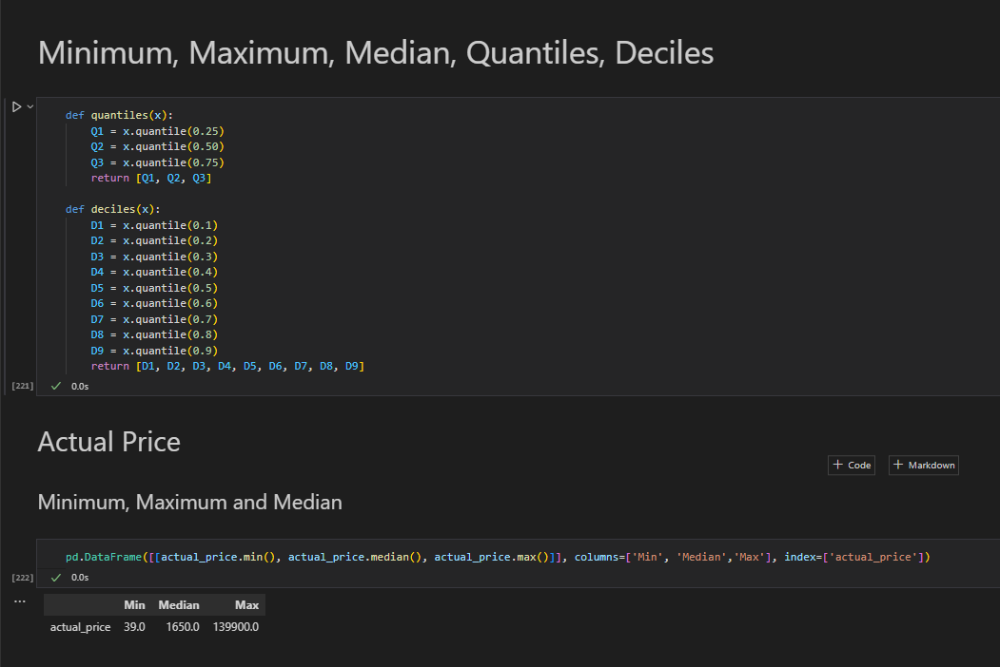 Minimum, Maximum, Median, Quantiles, Deciles
def quantiles(x):
    Q1 = x.quantile(0.25)
    Q2 = x.quantile(0.50)
    Q3 = x.quantile(0.75)
    return [Q1, Q2, Q3]
def deciles(x):
    D1 = x.quantile(0.1)
    D2 = x.quantile(0.2)
    D3 = x.quantile(0.3)
    D4 = x.quantile(0.4)
    D5 = x.quantile(0.5)
    D6 = x.quantile(0.6)
    D7 = x.quantile(0.7)
    D8 = x.quantile(0.8)
    D9 = x.quantile(0.9)
    return [D1, D2, D3, D4, D5, D6, D7, D8, D9]
[221] ✓ 0.0s
Actual Price
+ Code + Markdown
Minimum, Maximum and Median
pd.DataFrame([[actual_price.min(), actual_price.median(), actual_price.max()]], columns=['Min', 'Median','Max'], index=['actual_price'])
[222] ✓ 0.0s
...
Min Median Max
actual_price 39.0 1650.0 139900.0